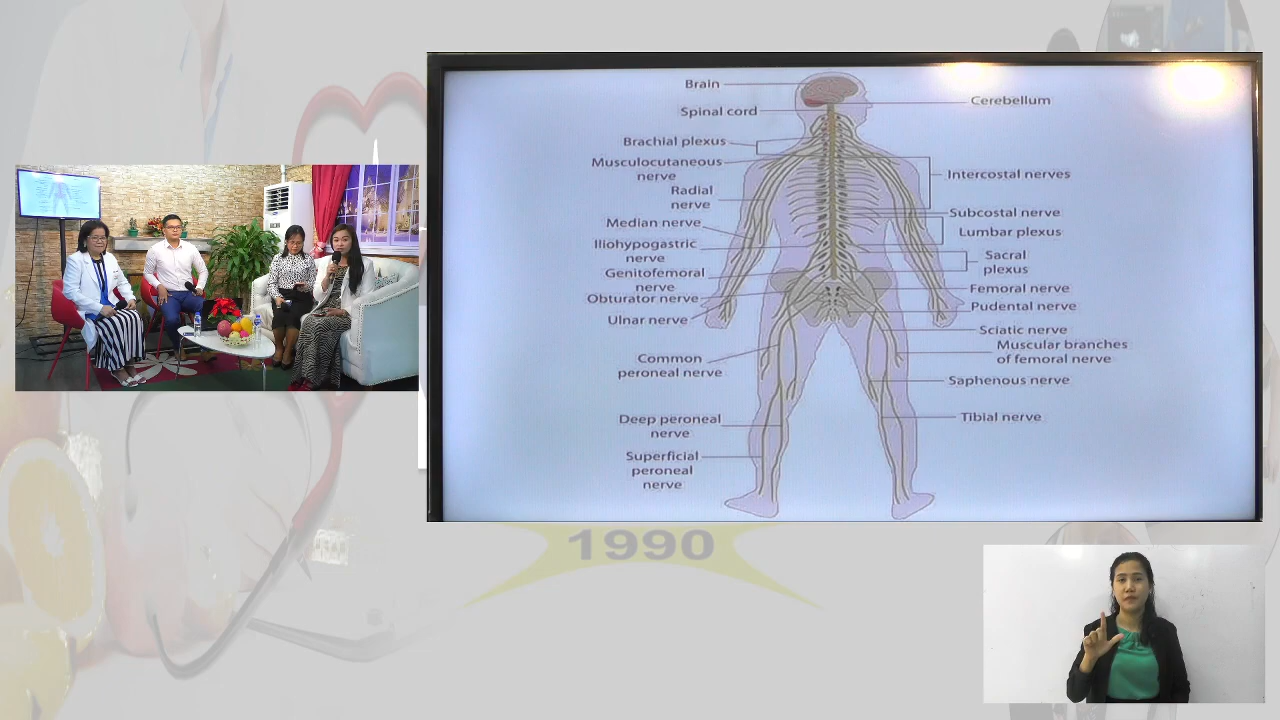 Brain
Spinal cord
Brachial plexus
Musculocutaneous
nerve
Radial
nerve
Median nerve
Iliohypogastric
nerve
Genitofemoral
nerve
Obturator nerve
Ulnar nerve
Common
peroneal nerve
Deep peroneal
nerve
Superficial
peroneal
nerve
Cerebellum
Intercostal nerves
Subcostal nerve
Lumbar plexus
Sacral
plexus
Femoral nerve
Pudental nerve
Sciatic nerve
Muscular branches
of femoral nerve
Saphenous nerve
Tibial nerve
1990